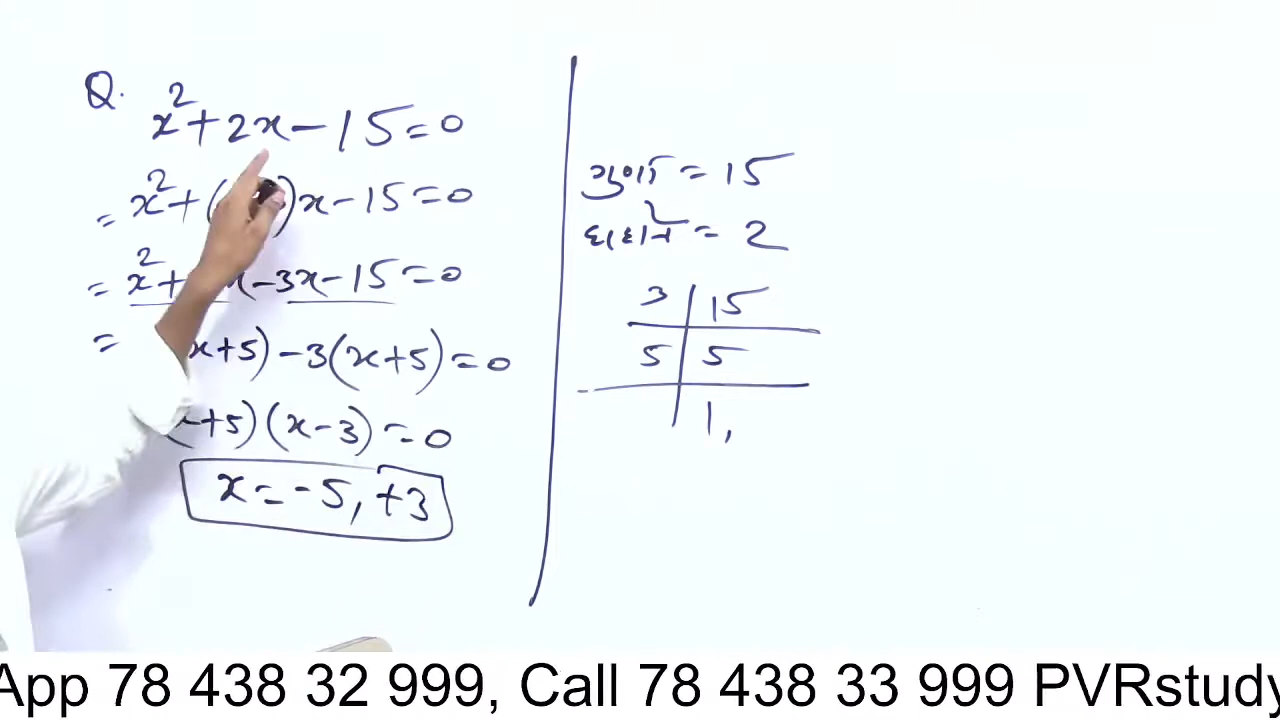 Q. x² + 2x - 15 = 0
= x² + ( )x - 15 = 0
= x² + x - 3x - 15 = 0
= x + 5) - 3(x + 5) = 0
+ 5) (x - 3) = 0
x = - 5, + 3
= 15
= 2
3 | 15
5 | 5
1,
App 78 438 32 999, Call 78 438 33 999 PVRstudy